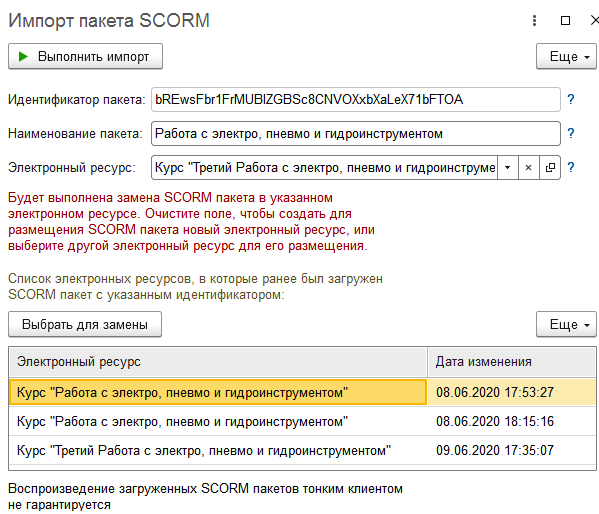 Импорт пакета SCORM
Выполнить импорт
Еще
Идентификатор пакета: bREwsFbr1FrMUBlZGBSc8CNVOXxbXaLeX71bFTOA ?
Наименование пакета: Работа с электро, пневмо и гидроинструментом ?
Электронный ресурс: Курс "Третий Работа с электро, пневмо и гидроинструме ?
Будет выполнена замена SCORM пакета в указанном
электронном ресурсе. Очистите поле, чтобы создать для
размещения SCORM пакета новый электронный ресурс, или
выберите другой электронный ресурс для его размещения.
Список электронных ресурсов, в которые ранее был загружен
SCORM пакет с указанным идентификатором:
Выбрать для замены
Еще
Электронный ресурс Дата изменения
Курс "Работа с электро, пневмо и гидроинструментом" 08.06.2020 17:53:27
Курс "Работа с электро, пневмо и гидроинструментом" 08.06.2020 18:15:16
Курс "Третий Работа с электро, пневмо и гидроинструментом" 09.06.2020 17:35:07
Воспроизведение загруженных SCORM пакетов тонким клиентом
не гарантируется